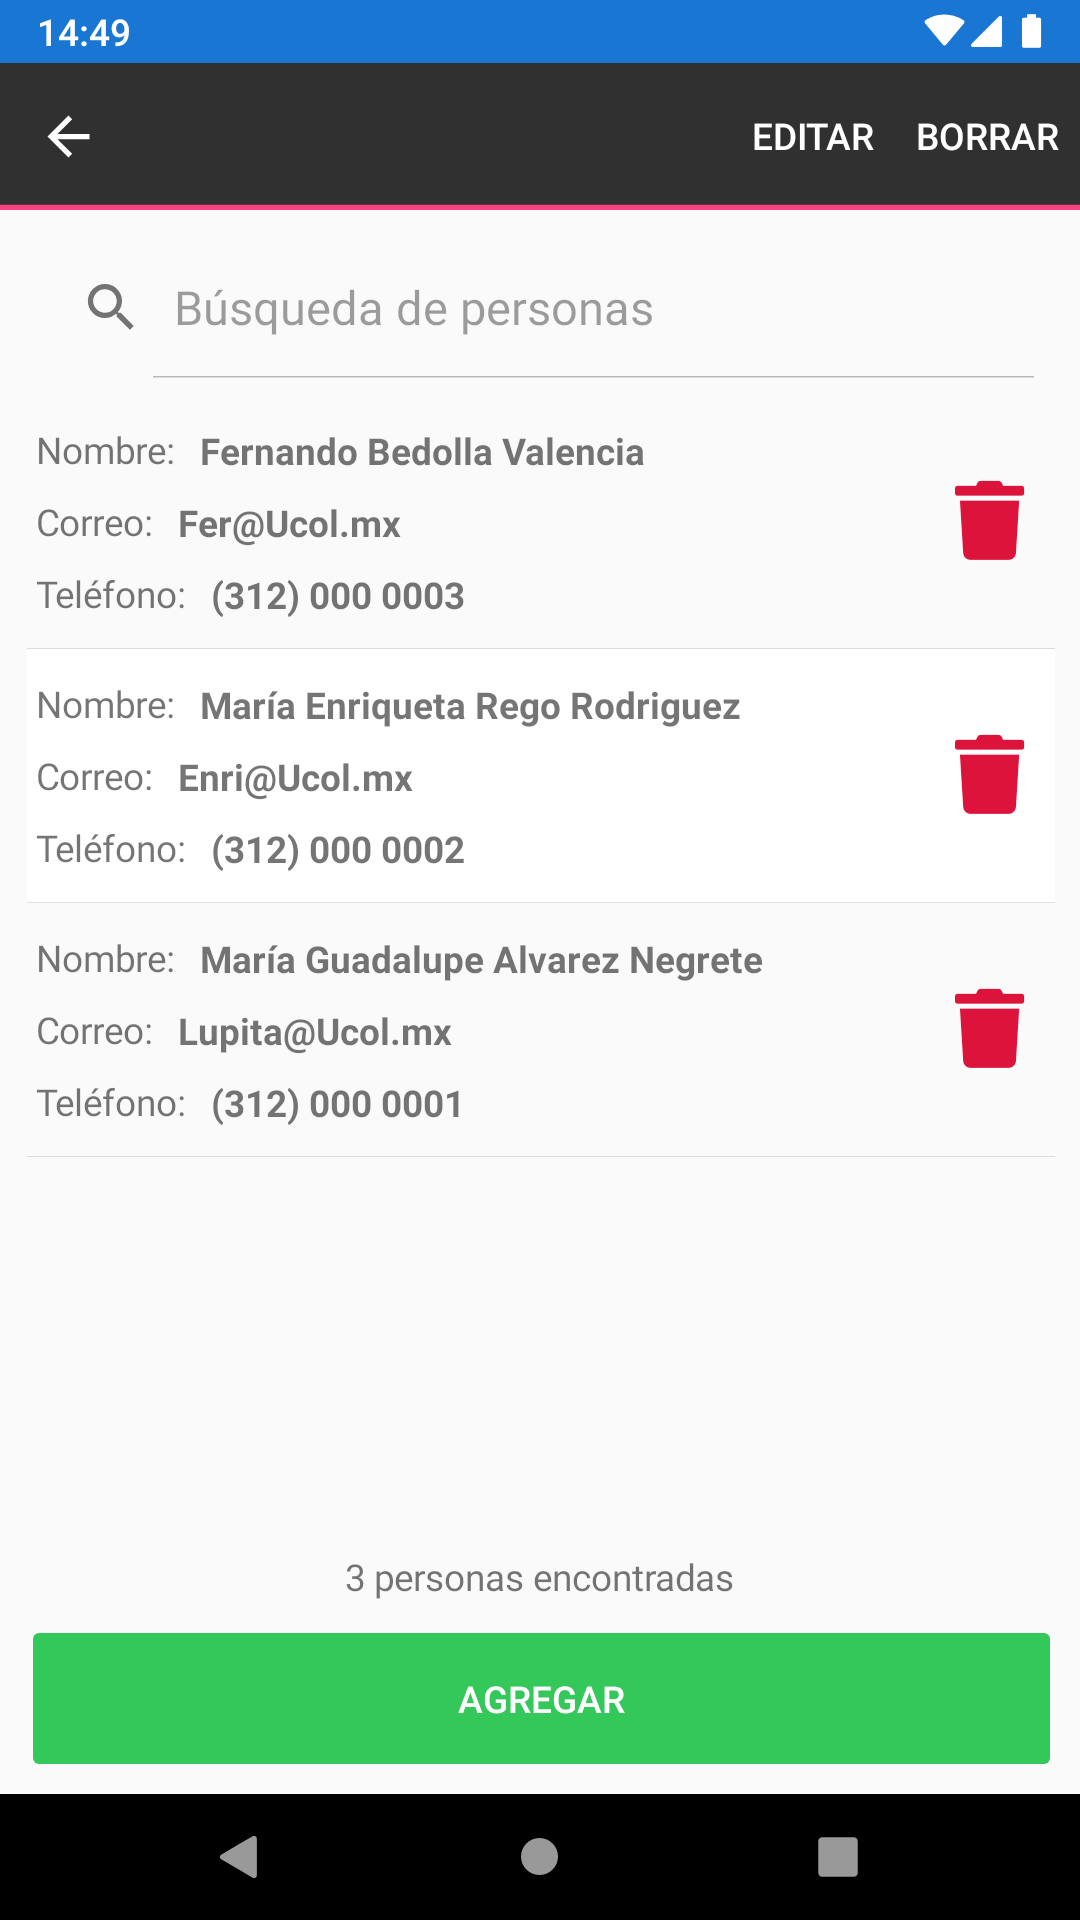 14:49
EDITAR BORRAR
Búsqueda de personas
Nombre: Fernando Bedolla Valencia
Correo: Fer@Ucol.mx
Teléfono: (312) 000 0003
Nombre: María Enriqueta Rego Rodriguez
Correo: Enri@Ucol.mx
Teléfono: (312) 000 0002
Nombre: María Guadalupe Alvarez Negrete
Correo: Lupita@Ucol.mx
Teléfono: (312) 000 0001
3 personas encontradas
AGREGAR